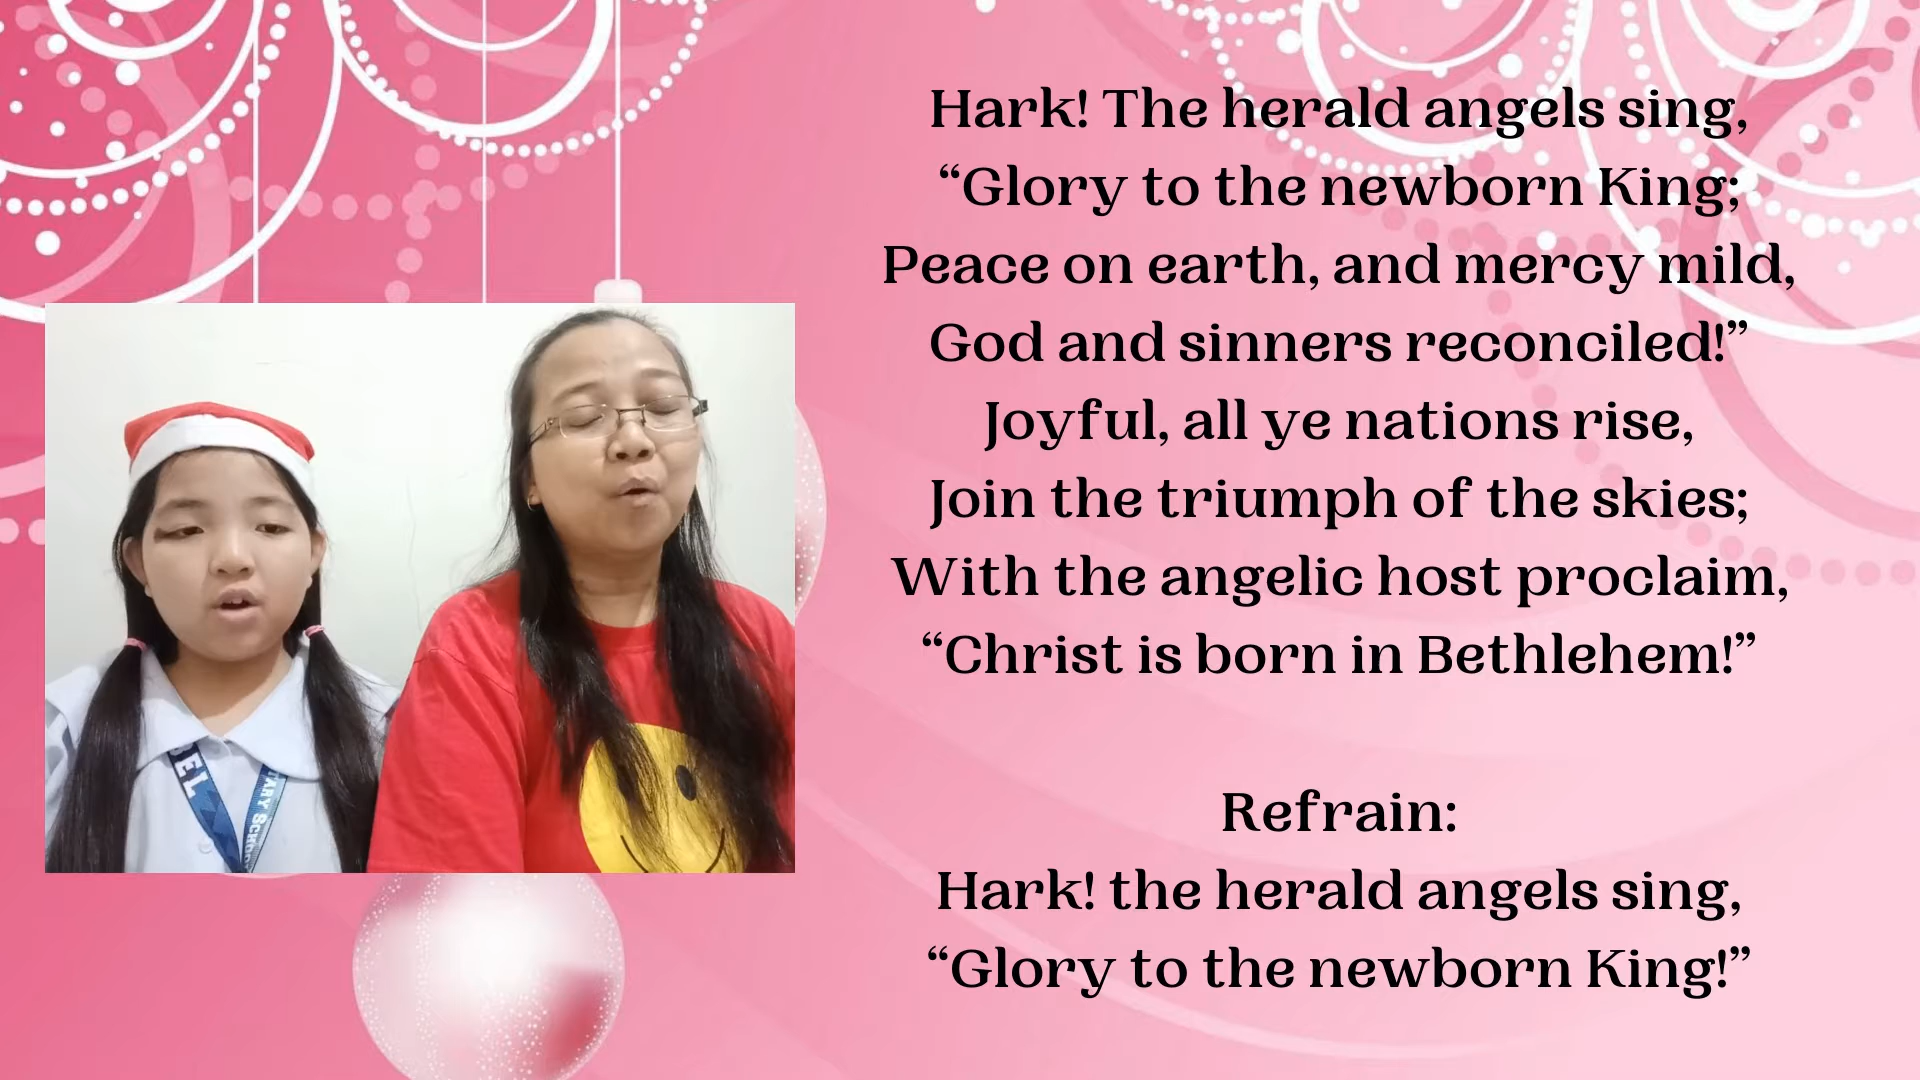 Hark! The herald angels sing,
“Glory to the newborn King;
Peace on earth, and mercy mild,
God and sinners reconciled!”
Joyful, all ye nations rise,
Join the triumph of the skies;
With the angelic host proclaim,
“Christ is born in Bethlehem!”
Refrain:
Hark! the herald angels sing,
“Glory to the newborn King!”